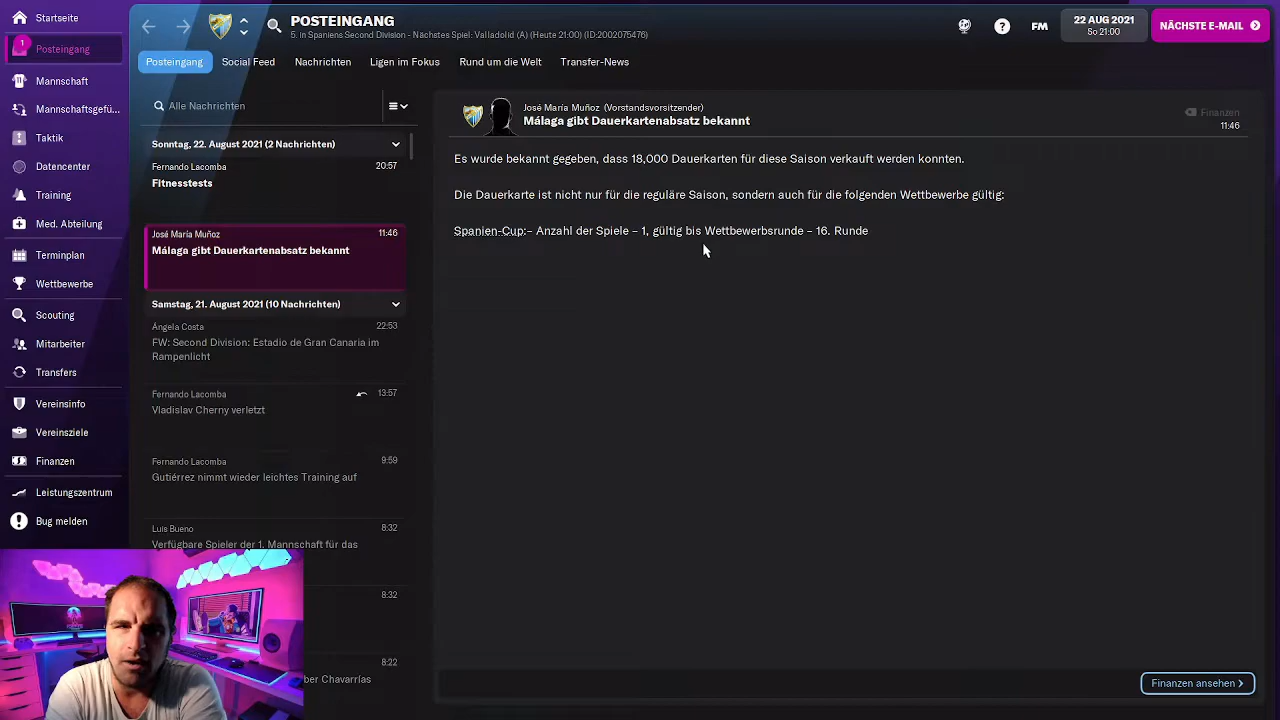 Startseite
1
Posteingang
Mannschaft
Mannschaftsgefü...
Taktik
Datencenter
Training
Med. Abteilung
Terminplan
Wettbewerbe
Scouting
Mitarbeiter
Transfers
Vereinsinfo
Vereinsziele
Finanzen
Leistungszentrum
Bug melden
POSTEINGANG
5. in Spaniens Second Division - Nächstes Spiel: Valladolid (A) (Heute 21:00) (ID:2002075476)
?
FM
22 AUG 2021
So 21:00
NÄCHSTE E-MAIL
Posteingang
Social Feed
Nachrichten
Ligen im Fokus
Rund um die Welt
Transfer-News
Alle Nachrichten
Sonntag, 22. August 2021 (2 Nachrichten)
Fernando Lacomba 20:57
Fitnesstests
José María Muñoz 11:46
Málaga gibt Dauerkartenabsatz bekannt
Samstag, 21. August 2021 (10 Nachrichten)
Ángela Costa 22:53
FW: Second Division: Estadio de Gran Canaria im
Rampenlicht
Fernando Lacomba 13:57
Vladislav Cherny verletzt
Fernando Lacomba 9:59
Gutiérrez nimmt wieder leichtes Training auf
Luis Bueno 8:32
Verfügbare Spieler der 1. Mannschaft für das
8:32
8:22
ber Chavarrías
José María Muñoz (Vorstandsvorsitzender)
Málaga gibt Dauerkartenabsatz bekannt
Finanzen
11:46
Es wurde bekannt gegeben, dass 18,000 Dauerkarten für diese Saison verkauft werden konnten.
Die Dauerkarte ist nicht nur für die reguläre Saison, sondern auch für die folgenden Wettbewerbe gültig:
Spanien-Cup:– Anzahl der Spiele – 1, gültig bis Wettbewerbsrunde – 16. Runde
Finanzen ansehen